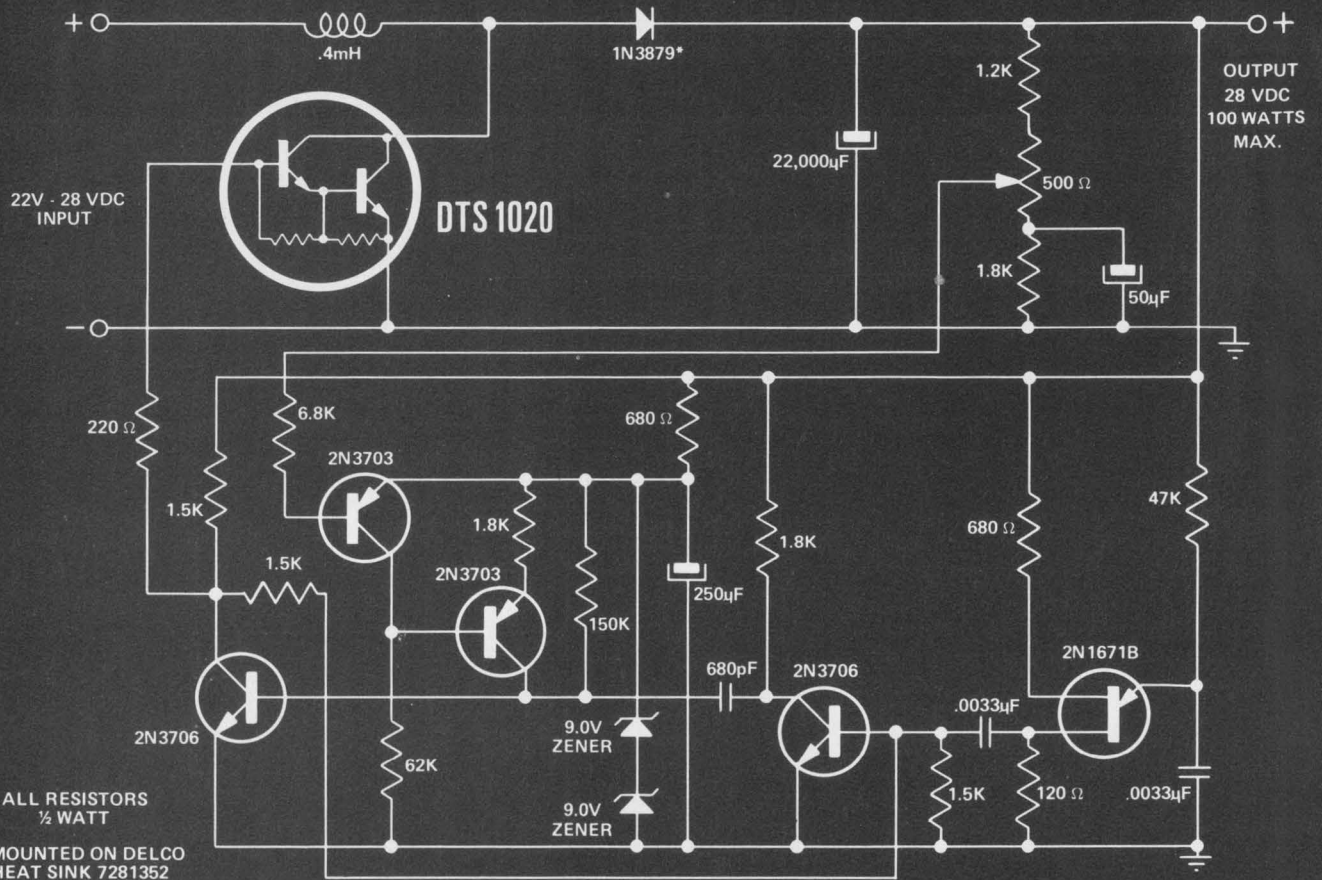 +
.4mH
1N3879*
+
OUTPUT
28 VDC
100 WATTS
MAX.
1.2K
22,000µF
500 Ω
22V - 28 VDC
INPUT
DTS 1020
1.8K
50µF
−
220 Ω
6.8K
680 Ω
2N3703
1.5K
1.8K
1.8K
680 Ω
47K
1.5K
2N3703
250µF
150K
2N1671B
680pF
2N3706
.0033µF
2N3706
9.0V
ZENER
62K
1.5K
120 Ω
.0033µF
9.0V
ZENER
ALL RESISTORS
½ WATT
MOUNTED ON DELCO
HEAT SINK 7281352